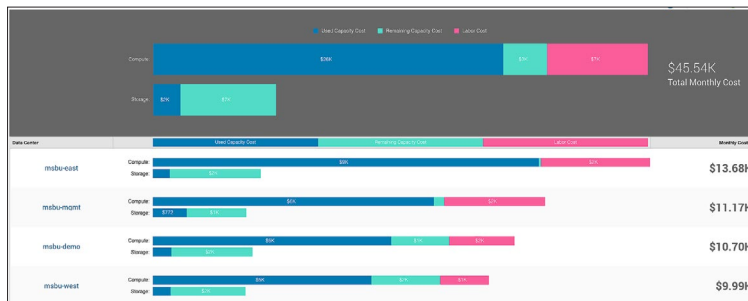 Used Capacity Cost Remaining Capacity Cost Labor Cost
Compute:
$3K
$7K
$45.54K
Total Monthly Cost
Storage:
$2K
$7K
Data Center Used Capacity Cost Remaining Capacity Cost Labor Cost Monthly Cost
msbu-east
Compute: $8K $2K
Storage: $2K
$13.68K
msbu-mgmt
Compute: $6K $2K
Storage: $777 $1K
$11.17K
msbu-demo
Compute: $5K $1K $2K
Storage: $2K
$10.70K
msbu-west
Compute: $5K $2K $1K
Storage: $2K
$9.99K